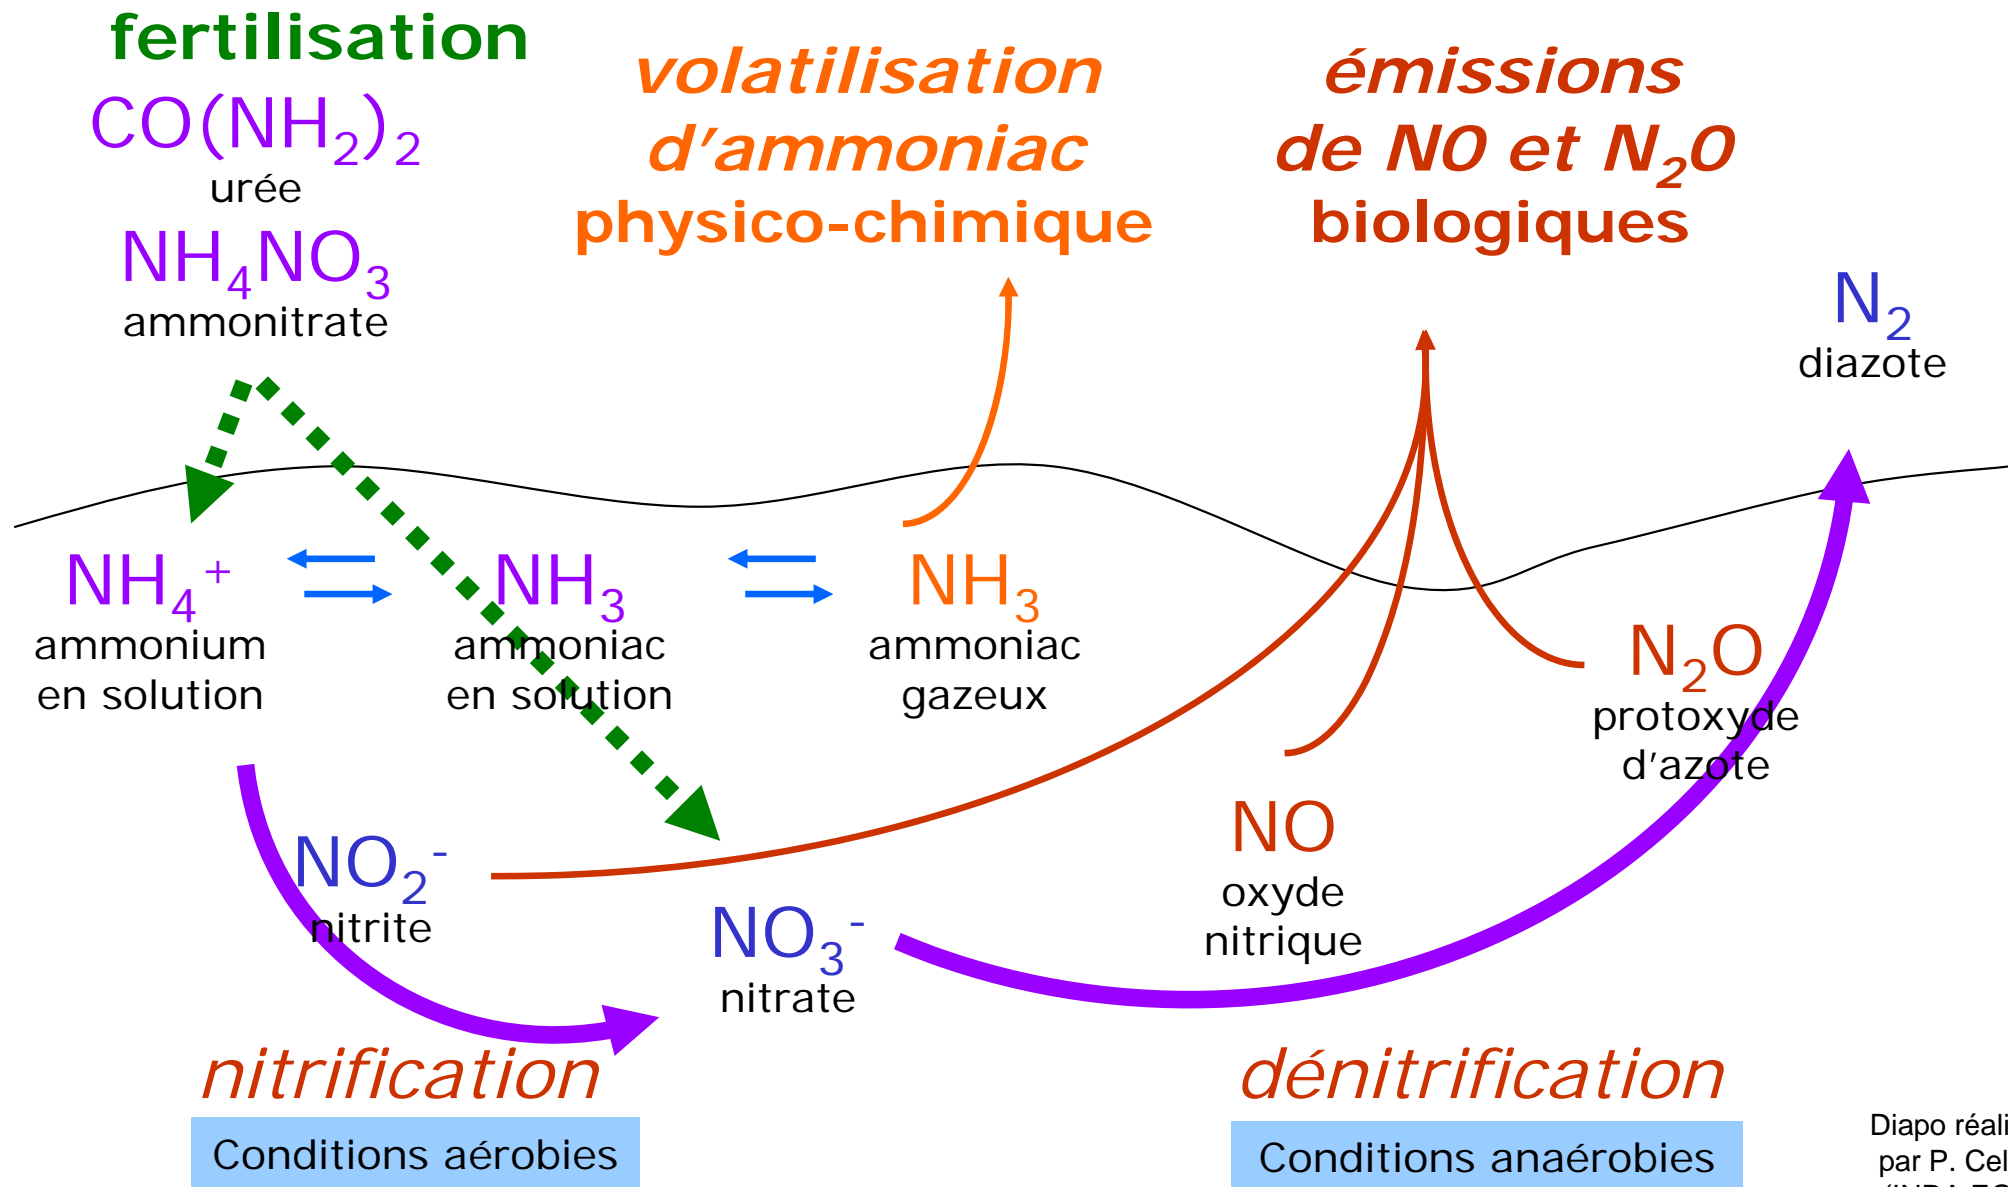 fertilisation
CO(NH₂)₂
urée
NH₄NO₃
ammonitrate
volatilisation
d'ammoniac
physico-chimique
émissions
de NO et N₂O
biologiques
N₂
diazote
NH₄⁺
ammonium
en solution
NH₃
ammoniac
en solution
NH₃
ammoniac
gazeux
N₂O
protoxyde
d'azote
NO₂⁻
nitrite
NO₃⁻
nitrate
NO
oxyde
nitrique
nitrification
Conditions aérobies
dénitrification
Conditions anaérobies
Diapo
par P.